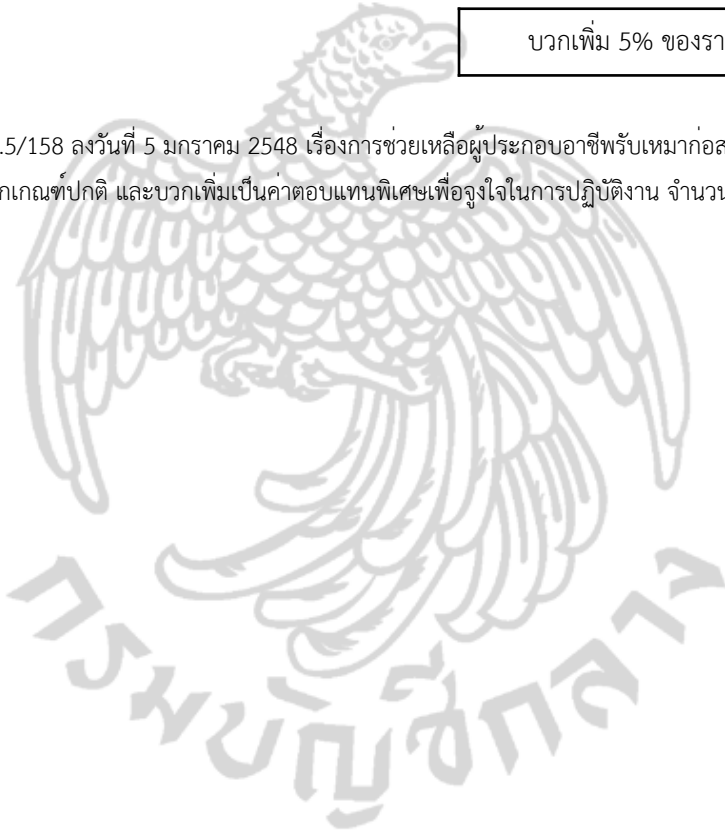 บวกเพิ่ม 5% ของรา
.5/158 ลงวันที่ 5 มกราคม 2548 เรื่องการช่วยเหลือผู้ประกอบอาชีพรับเหมาก่อส
กเกณฑ์ปกติ และบวกเพิ่มเป็นค่าตอบแทนพิเศษเพื่อจูงใจในการปฏิบัติงาน จำนว
กรมบัญชีกลาง